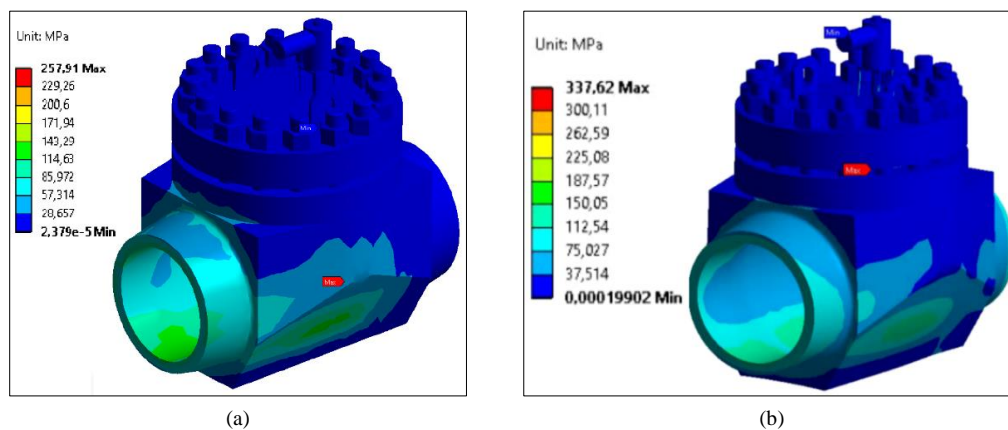 Unit: MPa
257,91 Max
229,26
200,6
171,94
143,29
114,63
85,972
57,314
28,657
2,379e-5 Min
Min
Max
(a)
Unit: MPa
337,62 Max
300,11
262,59
225,08
187,57
150,05
112,54
75,027
37,514
0,00019902 Min
Min
Max
(b)